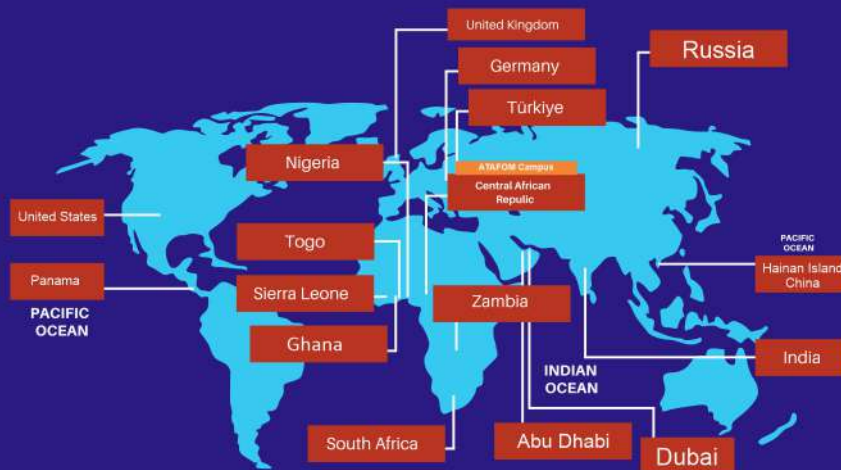 United Kingdom
Russia
Germany
Türkiye
Nigeria
ATAFOM Campus
Central African
Repulic
United States
Togo
PACIFIC
OCEAN
Hainan Island
China
Panama
Sierra Leone
Zambia
PACIFIC
OCEAN
Ghana
INDIAN
OCEAN
India
South Africa
Abu Dhabi
Dubai